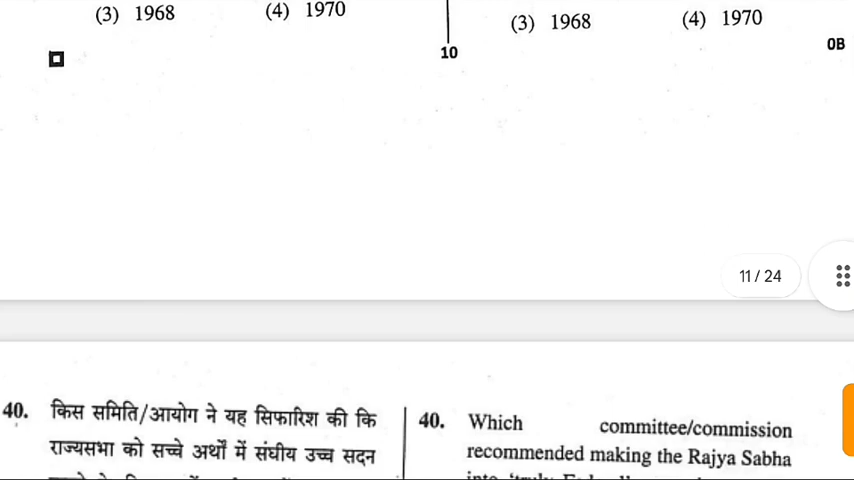 (3) 1968 (4) 1970
(3) 1968 (4) 1970
10
0B
11 / 24
40. किस समिति/आयोग ने यह सिफारिश की कि
राज्यसभा को सच्चे अर्थों में संघीय उच्च सदन
40. Which committee/commission
recommended making the Rajya Sabha